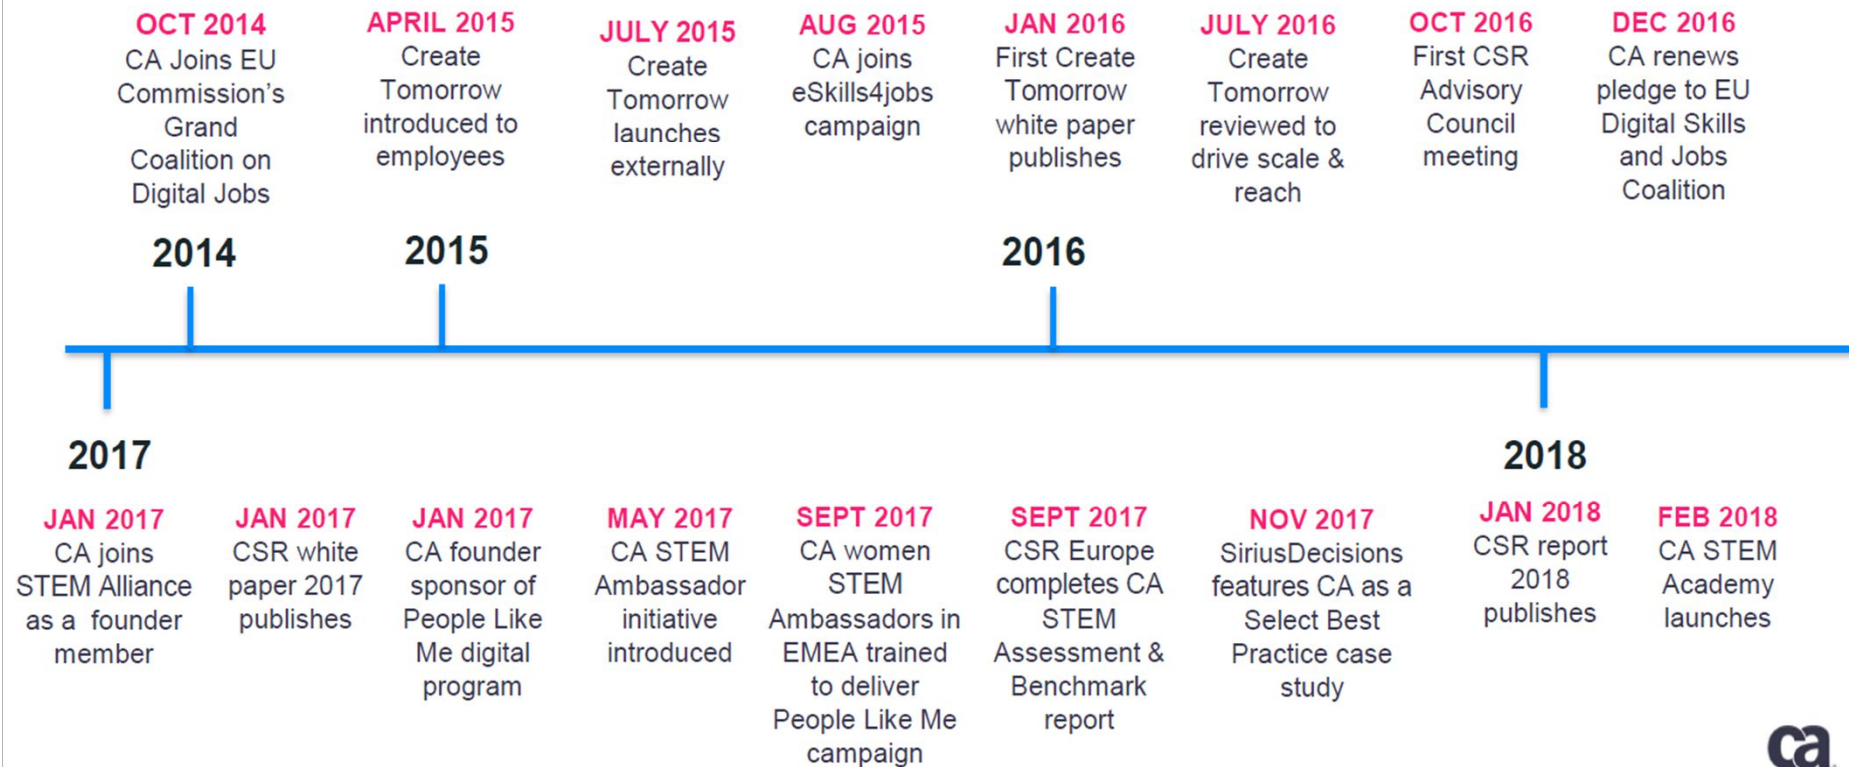 OCT 2014
CA Joins EU
Commission's
Grand
Coalition on
Digital Jobs
APRIL 2015
Create
Tomorrow
introduced to
employees
JULY 2015
Create
Tomorrow
launches
externally
AUG 2015
CA joins
eSkills4jobs
campaign
JAN 2016
First Create
Tomorrow
white paper
publishes
JULY 2016
Create
Tomorrow
reviewed to
drive scale &
reach
OCT 2016
First CSR
Advisory
Council
meeting
DEC 2016
CA renews
pledge to EU
Digital Skills
and Jobs
Coalition
2014
2015
2016
2017
2018
JAN 2017
CA joins
STEM Alliance
as a founder
member
JAN 2017
CSR white
paper 2017
publishes
JAN 2017
CA founder
sponsor of
People Like
Me digital
program
MAY 2017
CA STEM
Ambassador
initiative
introduced
SEPT 2017
CA women
STEM
Ambassadors in
EMEA trained
to deliver
People Like Me
campaign
SEPT 2017
CSR Europe
completes CA
STEM
Assessment &
Benchmark
report
NOV 2017
SiriusDecisions
features CA as a
Select Best
Practice case
study
JAN 2018
CSR report
2018
publishes
FEB 2018
CA STEM
Academy
launches
ca